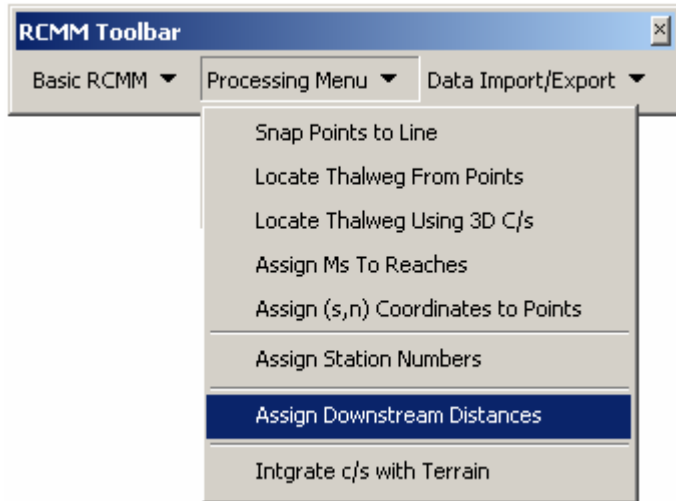 RCMM Toolbar
Basic RCMM Processing Menu Data Import/Export
Snap Points to Line
Locate Thalweg From Points
Locate Thalweg Using 3D C/s
Assign Ms To Reaches
Assign (s,n) Coordinates to Points
Assign Station Numbers
Assign Downstream Distances
Intgrate c/s with Terrain